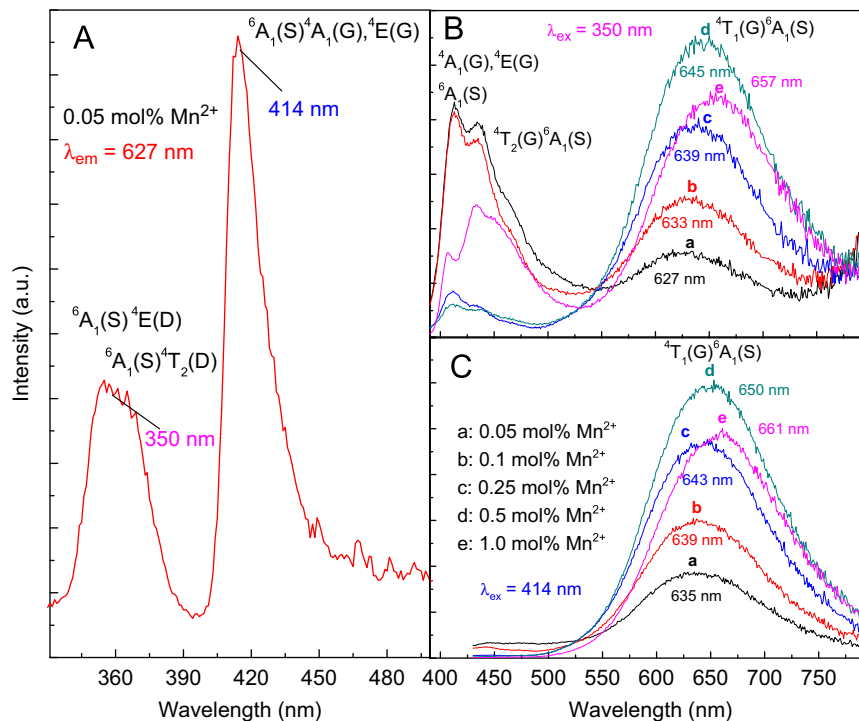 A
⁶A₁(S)⁴A₁(G),⁴E(G)
414 nm
0.05 mol% Mn²⁺
λem = 627 nm
⁶A₁(S)⁴E(D)
⁶A₁(S)⁴T₂(D)
350 nm
Intensity (a.u.)
360 390 420 450 480
Wavelength (nm)
B
λex = 350 nm
⁴T₁(G)⁶A₁(S)
⁴A₁(G),⁴E(G)
⁶A₁(S)
⁴T₂(G)⁶A₁(S)
d
645 nm
e
657 nm
c
639 nm
b
633 nm
a
627 nm
C
⁴T₁(G)⁶A₁(S)
d
650 nm
e
661 nm
c
643 nm
b
639 nm
a
635 nm
a: 0.05 mol% Mn²⁺
b: 0.1 mol% Mn²⁺
c: 0.25 mol% Mn²⁺
d: 0.5 mol% Mn²⁺
e: 1.0 mol% Mn²⁺
λex = 414 nm
400 450 500 550 600 650 700 750
Wavelength (nm)